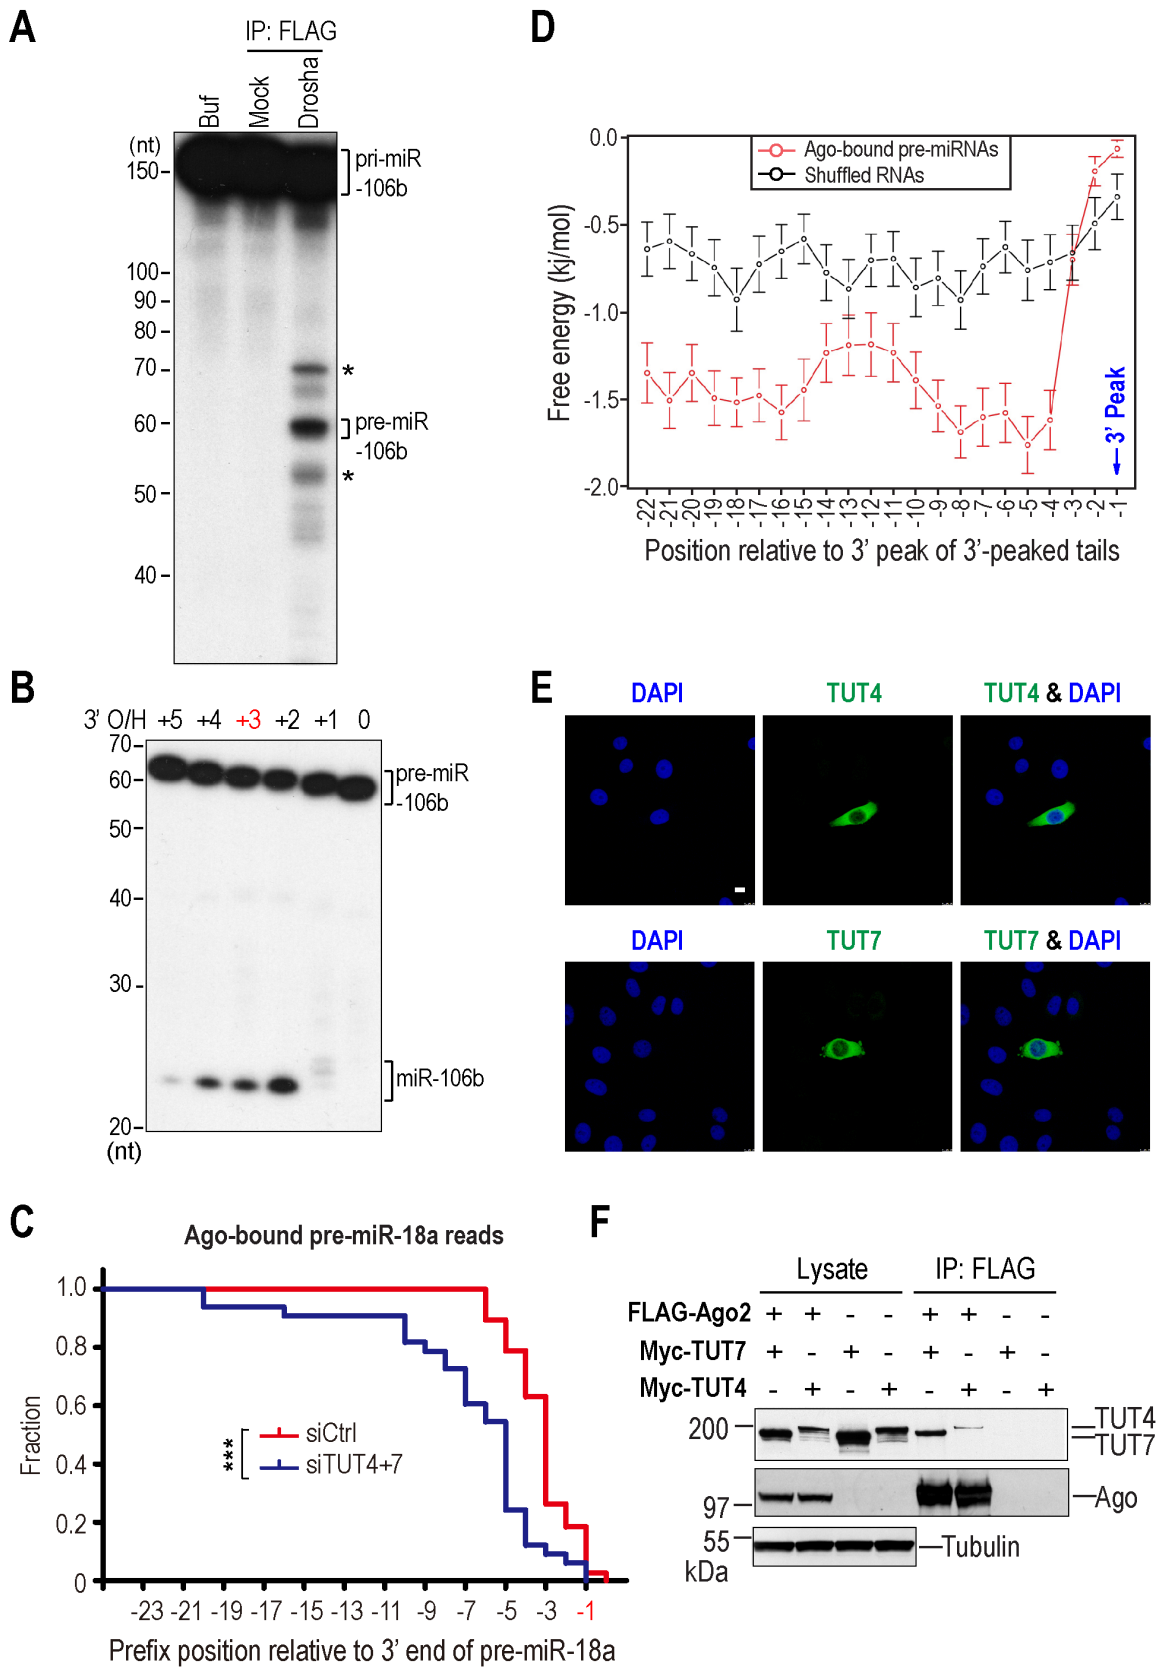 A
IP: FLAG
Buf
Mock
Drosha
(nt)
150
100
90
80
70
60
50
40
pri-miR
-106b
*
pre-miR
-106b
*
B
3' O/H +5 +4 +3 +2 +1 0
70
60
50
40
30
20
(nt)
pre-miR
-106b
miR-106b
C
Ago-bound pre-miR-18a reads
1.0
0.8
0.6
0.4
0.2
0
Fraction
***
siCtrl
siTUT4+7
-23 -21 -19 -17 -15 -13 -11 -9 -7 -5 -3 -1
Prefix position relative to 3' end of pre-miR-18a
D
0.0
-0.5
-1.0
-1.5
-2.0
Free energy (kj/mol)
Ago-bound pre-miRNAs
Shuffled RNAs
3' Peak
-22 -21 -20 -19 -18 -17 -16 -15 -14 -13 -12 -11 -10 -9 -8 -7 -6 -5 -4 -3 -2 -1
Position relative to 3' peak of 3'-peaked tails
E
DAPI TUT4 TUT4 & DAPI
DAPI TUT7 TUT7 & DAPI
F
Lysate IP: FLAG
FLAG-Ago2 + + - - + + - -
Myc-TUT7 + - + - + - + -
Myc-TUT4 - + - + - + - +
200
TUT4
TUT7
97
Ago
55
Tubulin
kDa